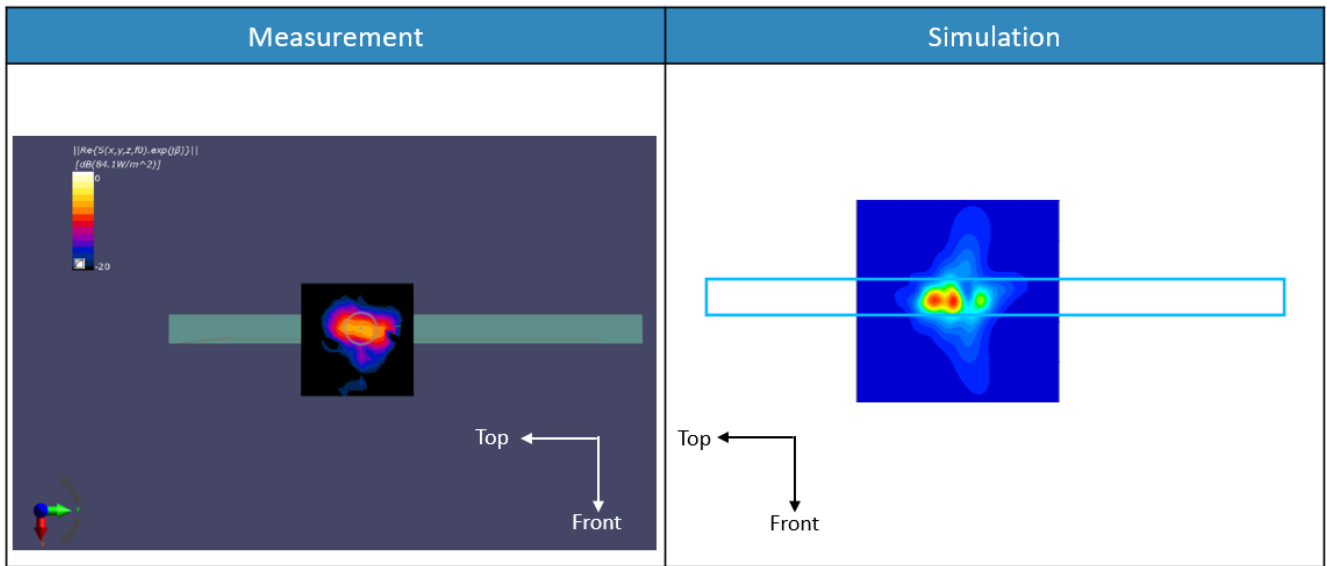 Measurement
Simulation
||Re{S(x,y,z,f0).exp(jβ)}||
[dB(84.1W/m^2)]
0
-20
Top
Front
Top
Front